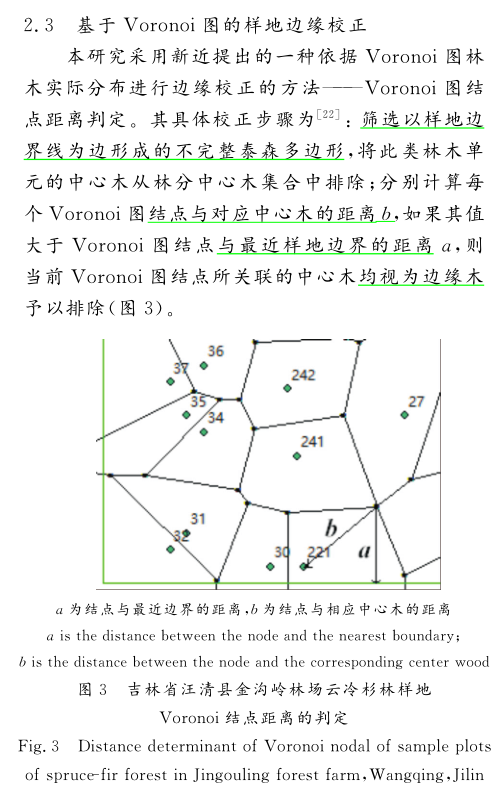 2.3 基于 Voronoi 图的样地边缘校正
本研究采用新近提出的一种依据 Voronoi 图林
木实际分布进行边缘校正的方法——Voronoi 图结
点距离判定。其具体校正步骤为[22]：筛选以样地边
界线为边形成的不完整泰森多边形,将此类林木单
元的中心木从林分中心木集合中排除;分别计算每
个 Voronoi 图结点与对应中心木的距离 b,如果其值
大于 Voronoi 图结点与最近样地边界的距离 a,则
当前 Voronoi 图结点所关联的中心木均视为边缘木
予以排除(图 3)。
36
37
242
35
27
34
241
31
32
b
30
221
a
a 为结点与最近边界的距离,b 为结点与相应中心木的距离
a is the distance between the node and the nearest boundary;
b is the distance between the node and the corresponding center wood
图 3 吉林省汪清县金沟岭林场云冷杉林样地
Voronoi 结点距离的判定
Fig. 3 Distance determinant of Voronoi nodal of sample plots
of spruce-fir forest in Jingouling forest farm, Wangqing, Jilin